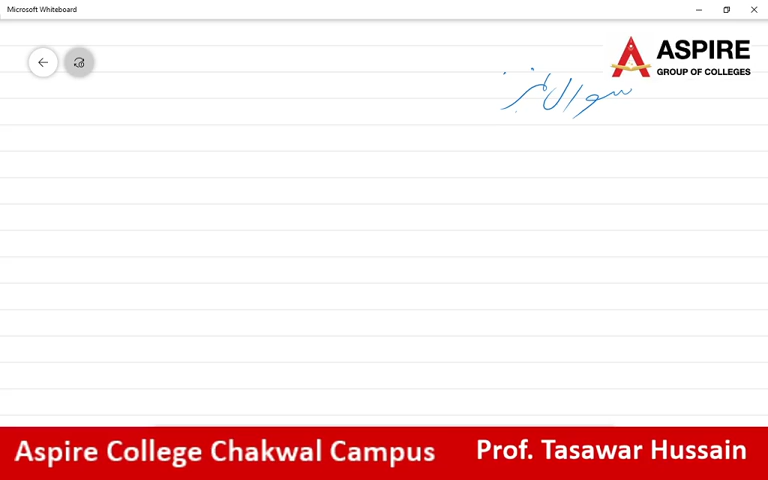 Microsoft Whiteboard
ASPIRE
GROUP OF COLLEGES
سوال نمبر
Aspire College Chakwal Campus
Prof. Tasawar Hussain